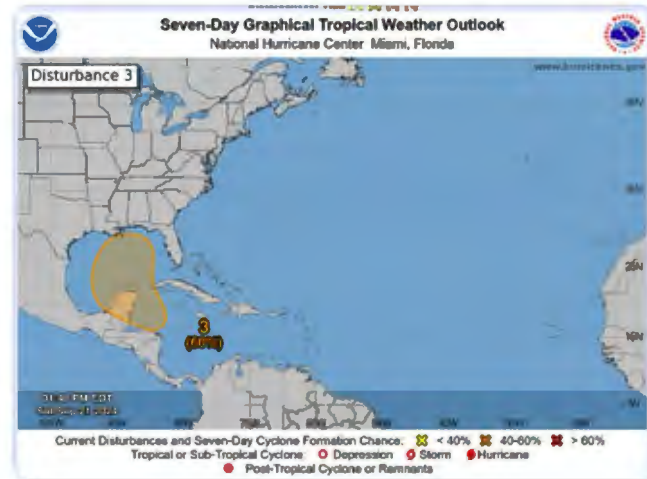 Seven-Day Graphical Tropical Weather Outlook
National Hurricane Center Miami, Florida
Disturbance 3
www.hurricanes.gov
3
Current Disturbances and Seven-Day Cyclone Formation Chance: < 40% 40-60% > 60%
Tropical or Sub-Tropical Cyclone: Depression Storm Hurricane
Post-Tropical Cyclone or Remnants